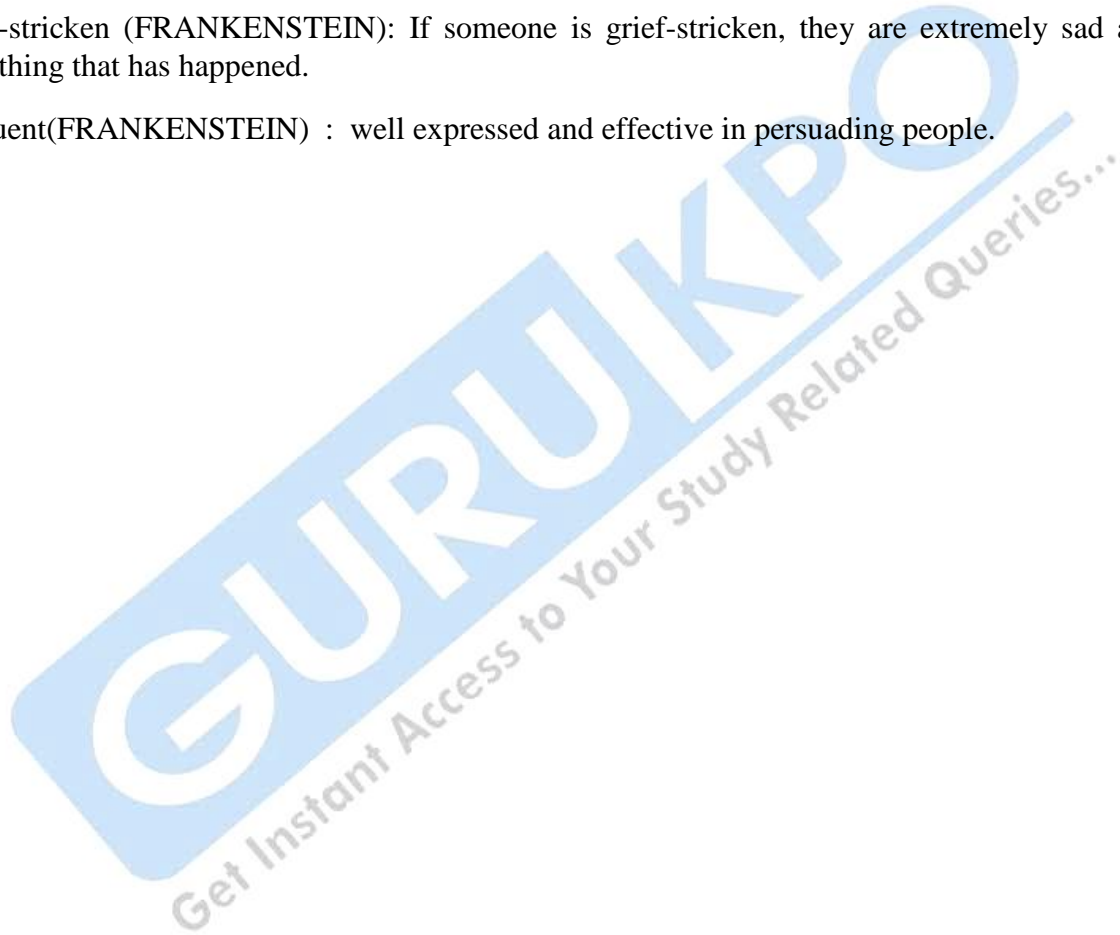 -stricken (FRANKENSTEIN): If someone is grief-stricken, they are extremely sad
thing that has happened.
uent(FRANKENSTEIN) : well expressed and effective in persuading people.
GURUKPO
Get Instant Access to Your Study Related Queries...